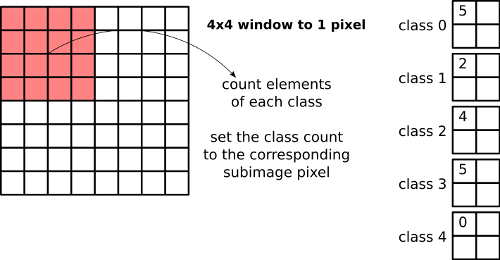 4x4 window to 1 pixel
count elements
of each class
set the class count
to the corresponding
subimage pixel
class 0
5
class 1
2
class 2
4
class 3
5
class 4
0